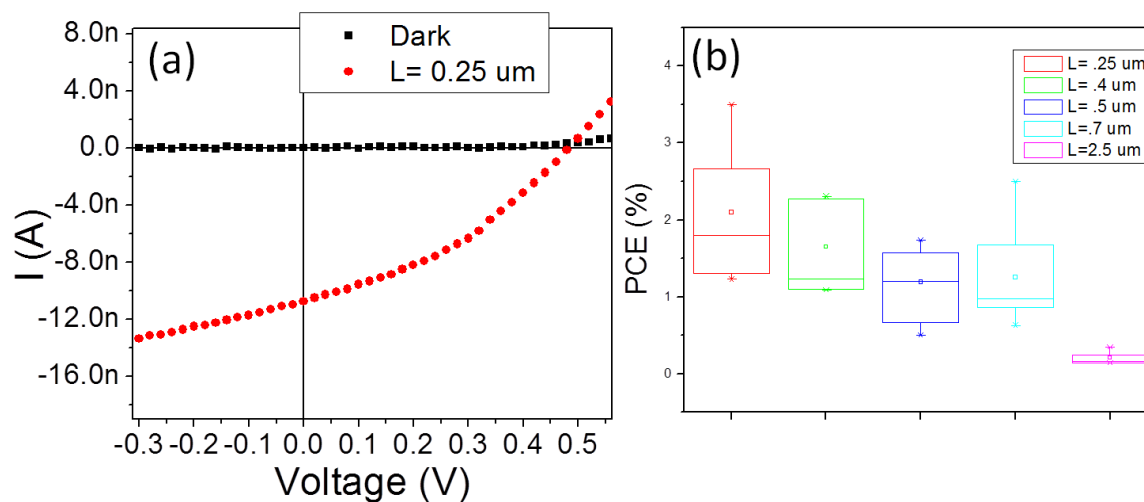 (a)
Dark
L= 0.25 um
8.0n
4.0n
0.0
-4.0n
-8.0n
-12.0n
-16.0n
I (A)
-0.3 -0.2 -0.1 0.0 0.1 0.2 0.3 0.4 0.5
Voltage (V)
(b)
L= .25 um
L= .4 um
L= .5 um
L=.7 um
L=2.5 um
4
3
2
1
0
PCE (%)